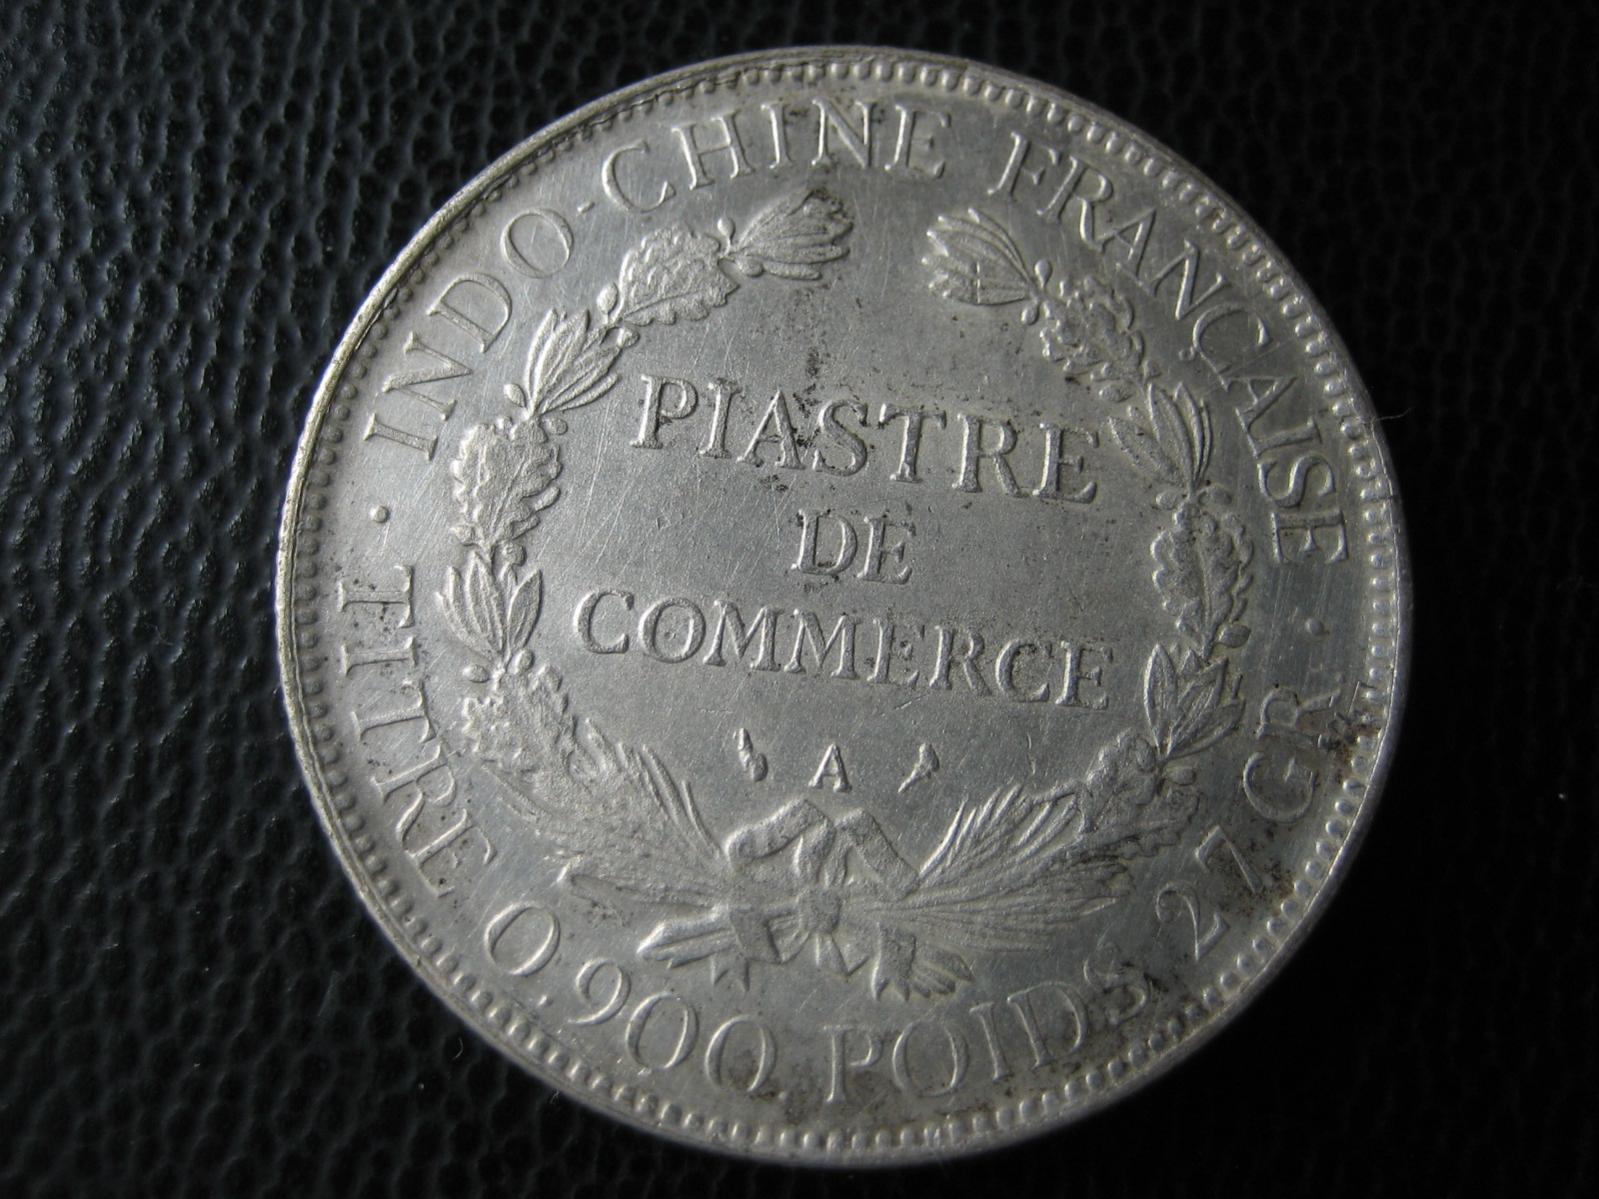 INDO-CHINE FRANÇAISE
PIASTRE
DE
COMMERCE
A
· TITRE 0.900. POIDS 27 GR. ·